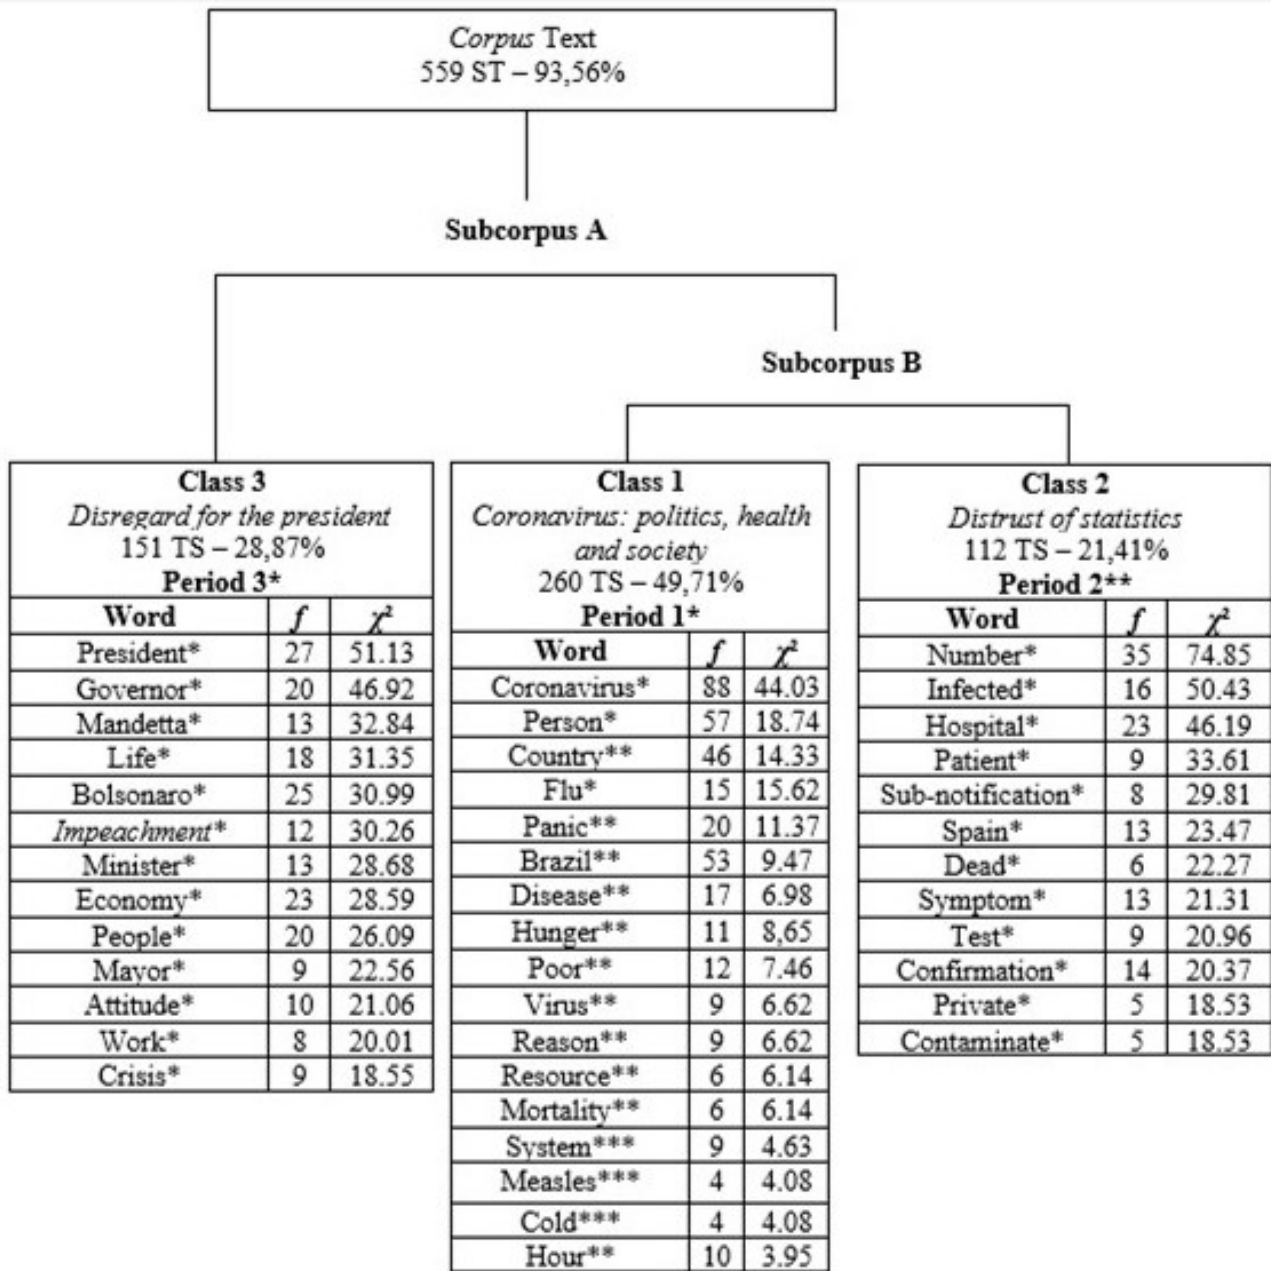 Corpus Text
559 ST – 93,56%
Subcorpus A
Subcorpus B
Class 3
Disregard for the president
151 TS – 28,87%
Period 3*
Word f χ²
President* 27 51.13
Governor* 20 46.92
Mandetta* 13 32.84
Life* 18 31.35
Bolsonaro* 25 30.99
Impeachment* 12 30.26
Minister* 13 28.68
Economy* 23 28.59
People* 20 26.09
Mayor* 9 22.56
Attitude* 10 21.06
Work* 8 20.01
Crisis* 9 18.55
Class 1
Coronavirus: politics, health
and society
260 TS – 49,71%
Period 1*
Word f χ²
Coronavirus* 88 44.03
Person* 57 18.74
Country** 46 14.33
Flu* 15 15.62
Panic** 20 11.37
Brazil** 53 9.47
Disease** 17 6.98
Hunger** 11 8,65
Poor** 12 7.46
Virus** 9 6.62
Reason** 9 6.62
Resource** 6 6.14
Mortality** 6 6.14
System*** 9 4.63
Measles*** 4 4.08
Cold*** 4 4.08
Hour** 10 3.95
Class 2
Distrust of statistics
112 TS – 21,41%
Period 2**
Word f χ²
Number* 35 74.85
Infected* 16 50.43
Hospital* 23 46.19
Patient* 9 33.61
Sub-notification* 8 29.81
Spain* 13 23.47
Dead* 6 22.27
Symptom* 13 21.31
Test* 9 20.96
Confirmation* 14 20.37
Private* 5 18.53
Contaminate* 5 18.53